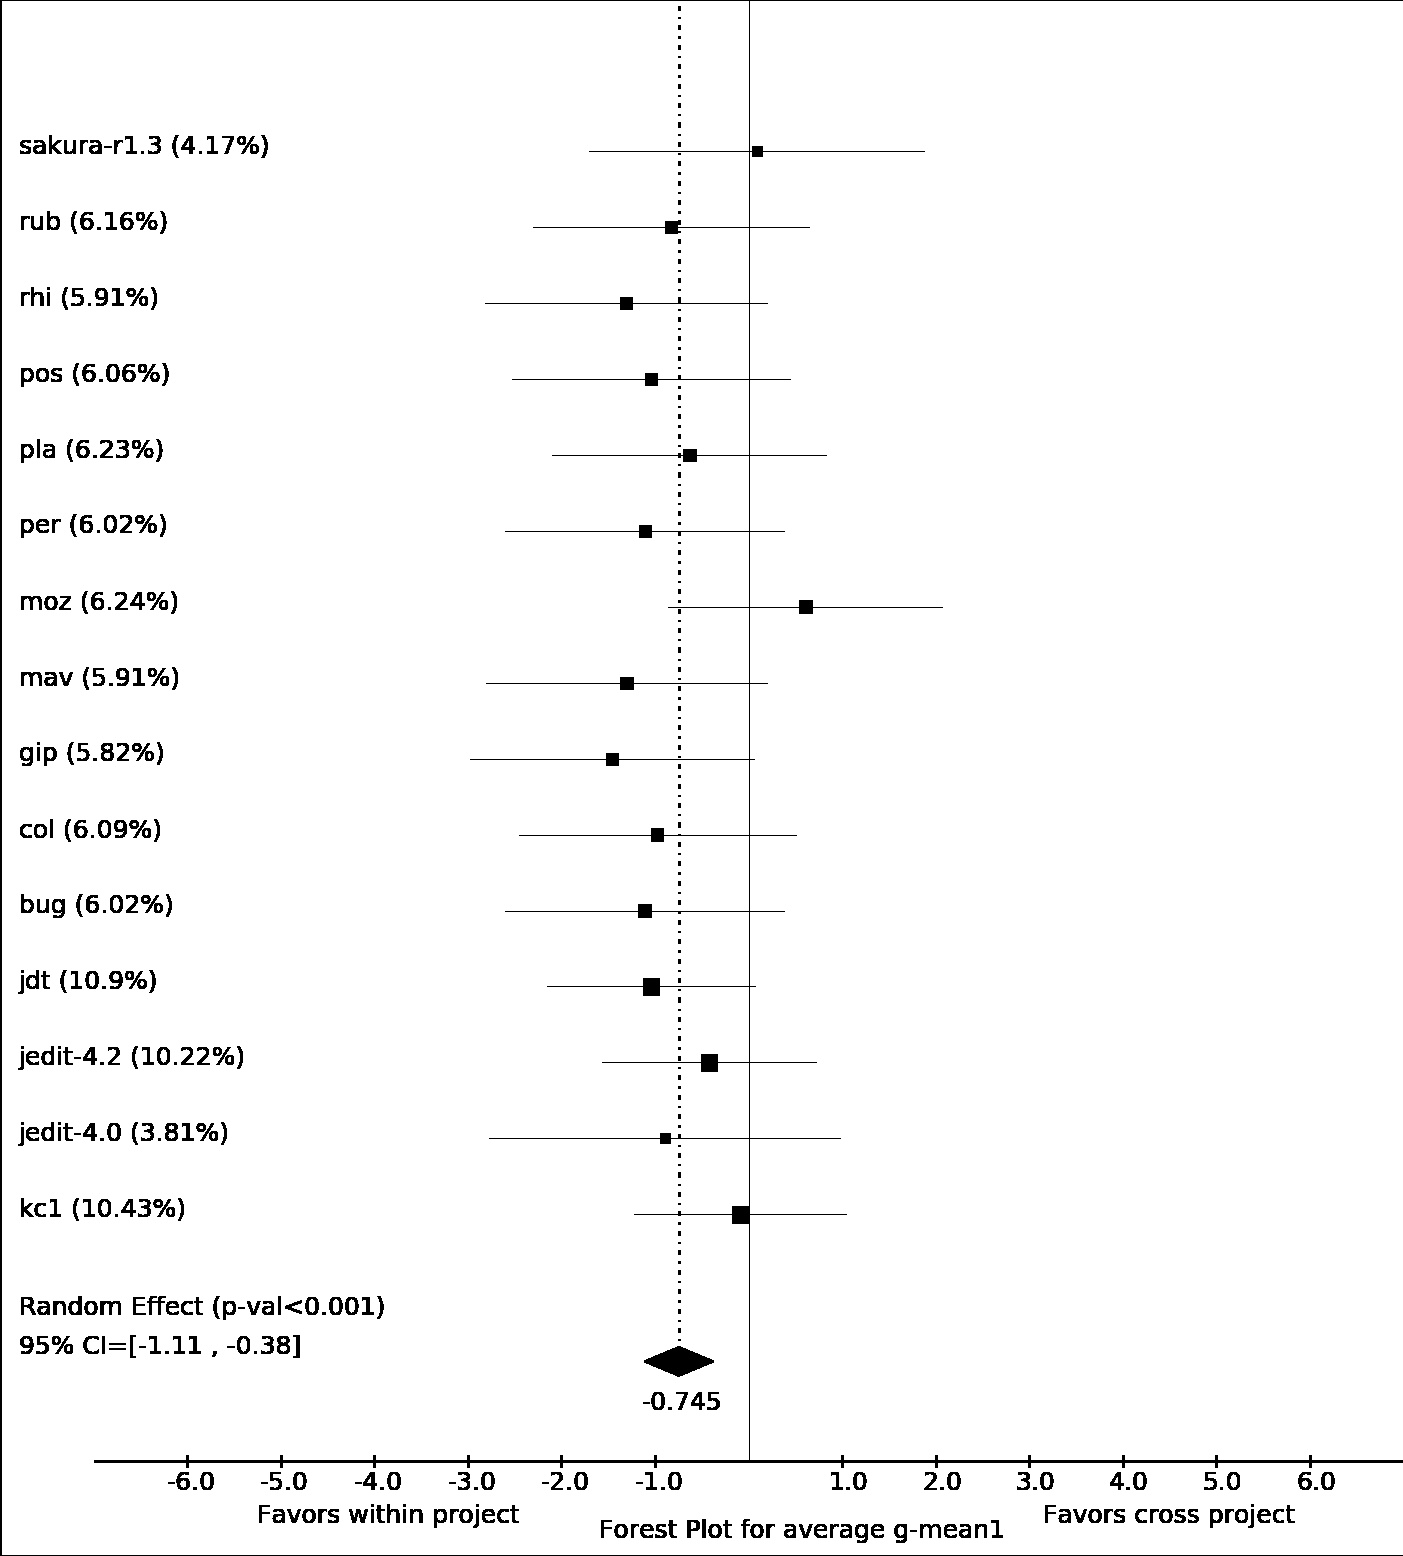 sakura-r1.3 (4.17%)
rub (6.16%)
rhi (5.91%)
pos (6.06%)
pla (6.23%)
per (6.02%)
moz (6.24%)
mav (5.91%)
gip (5.82%)
col (6.09%)
bug (6.02%)
jdt (10.9%)
jedit-4.2 (10.22%)
jedit-4.0 (3.81%)
kc1 (10.43%)
Random Effect (p-val<0.001)
95% CI=[-1.11 , -0.38]
-0.745
-6.0 -5.0 -4.0 -3.0 -2.0 -1.0 1.0 2.0 3.0 4.0 5.0 6.0
Favors within project Favors cross project
Forest Plot for average g-mean1